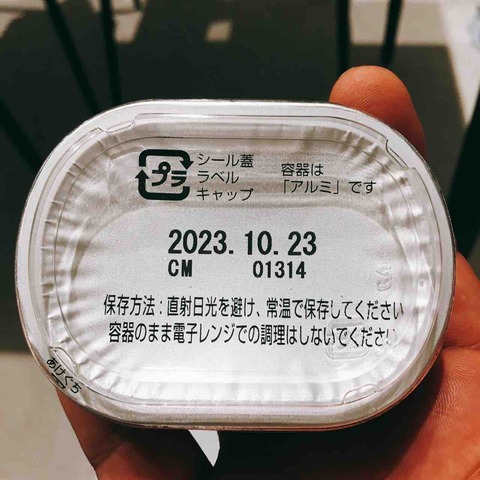 プラ
シール蓋
ラベル
キャップ
容器は
「アルミ」です
2023.10.23
CM 01314
保存方法：直射日光を避け、常温で保存してください
容器のまま電子レンジでの調理はしないでください
あけぐち